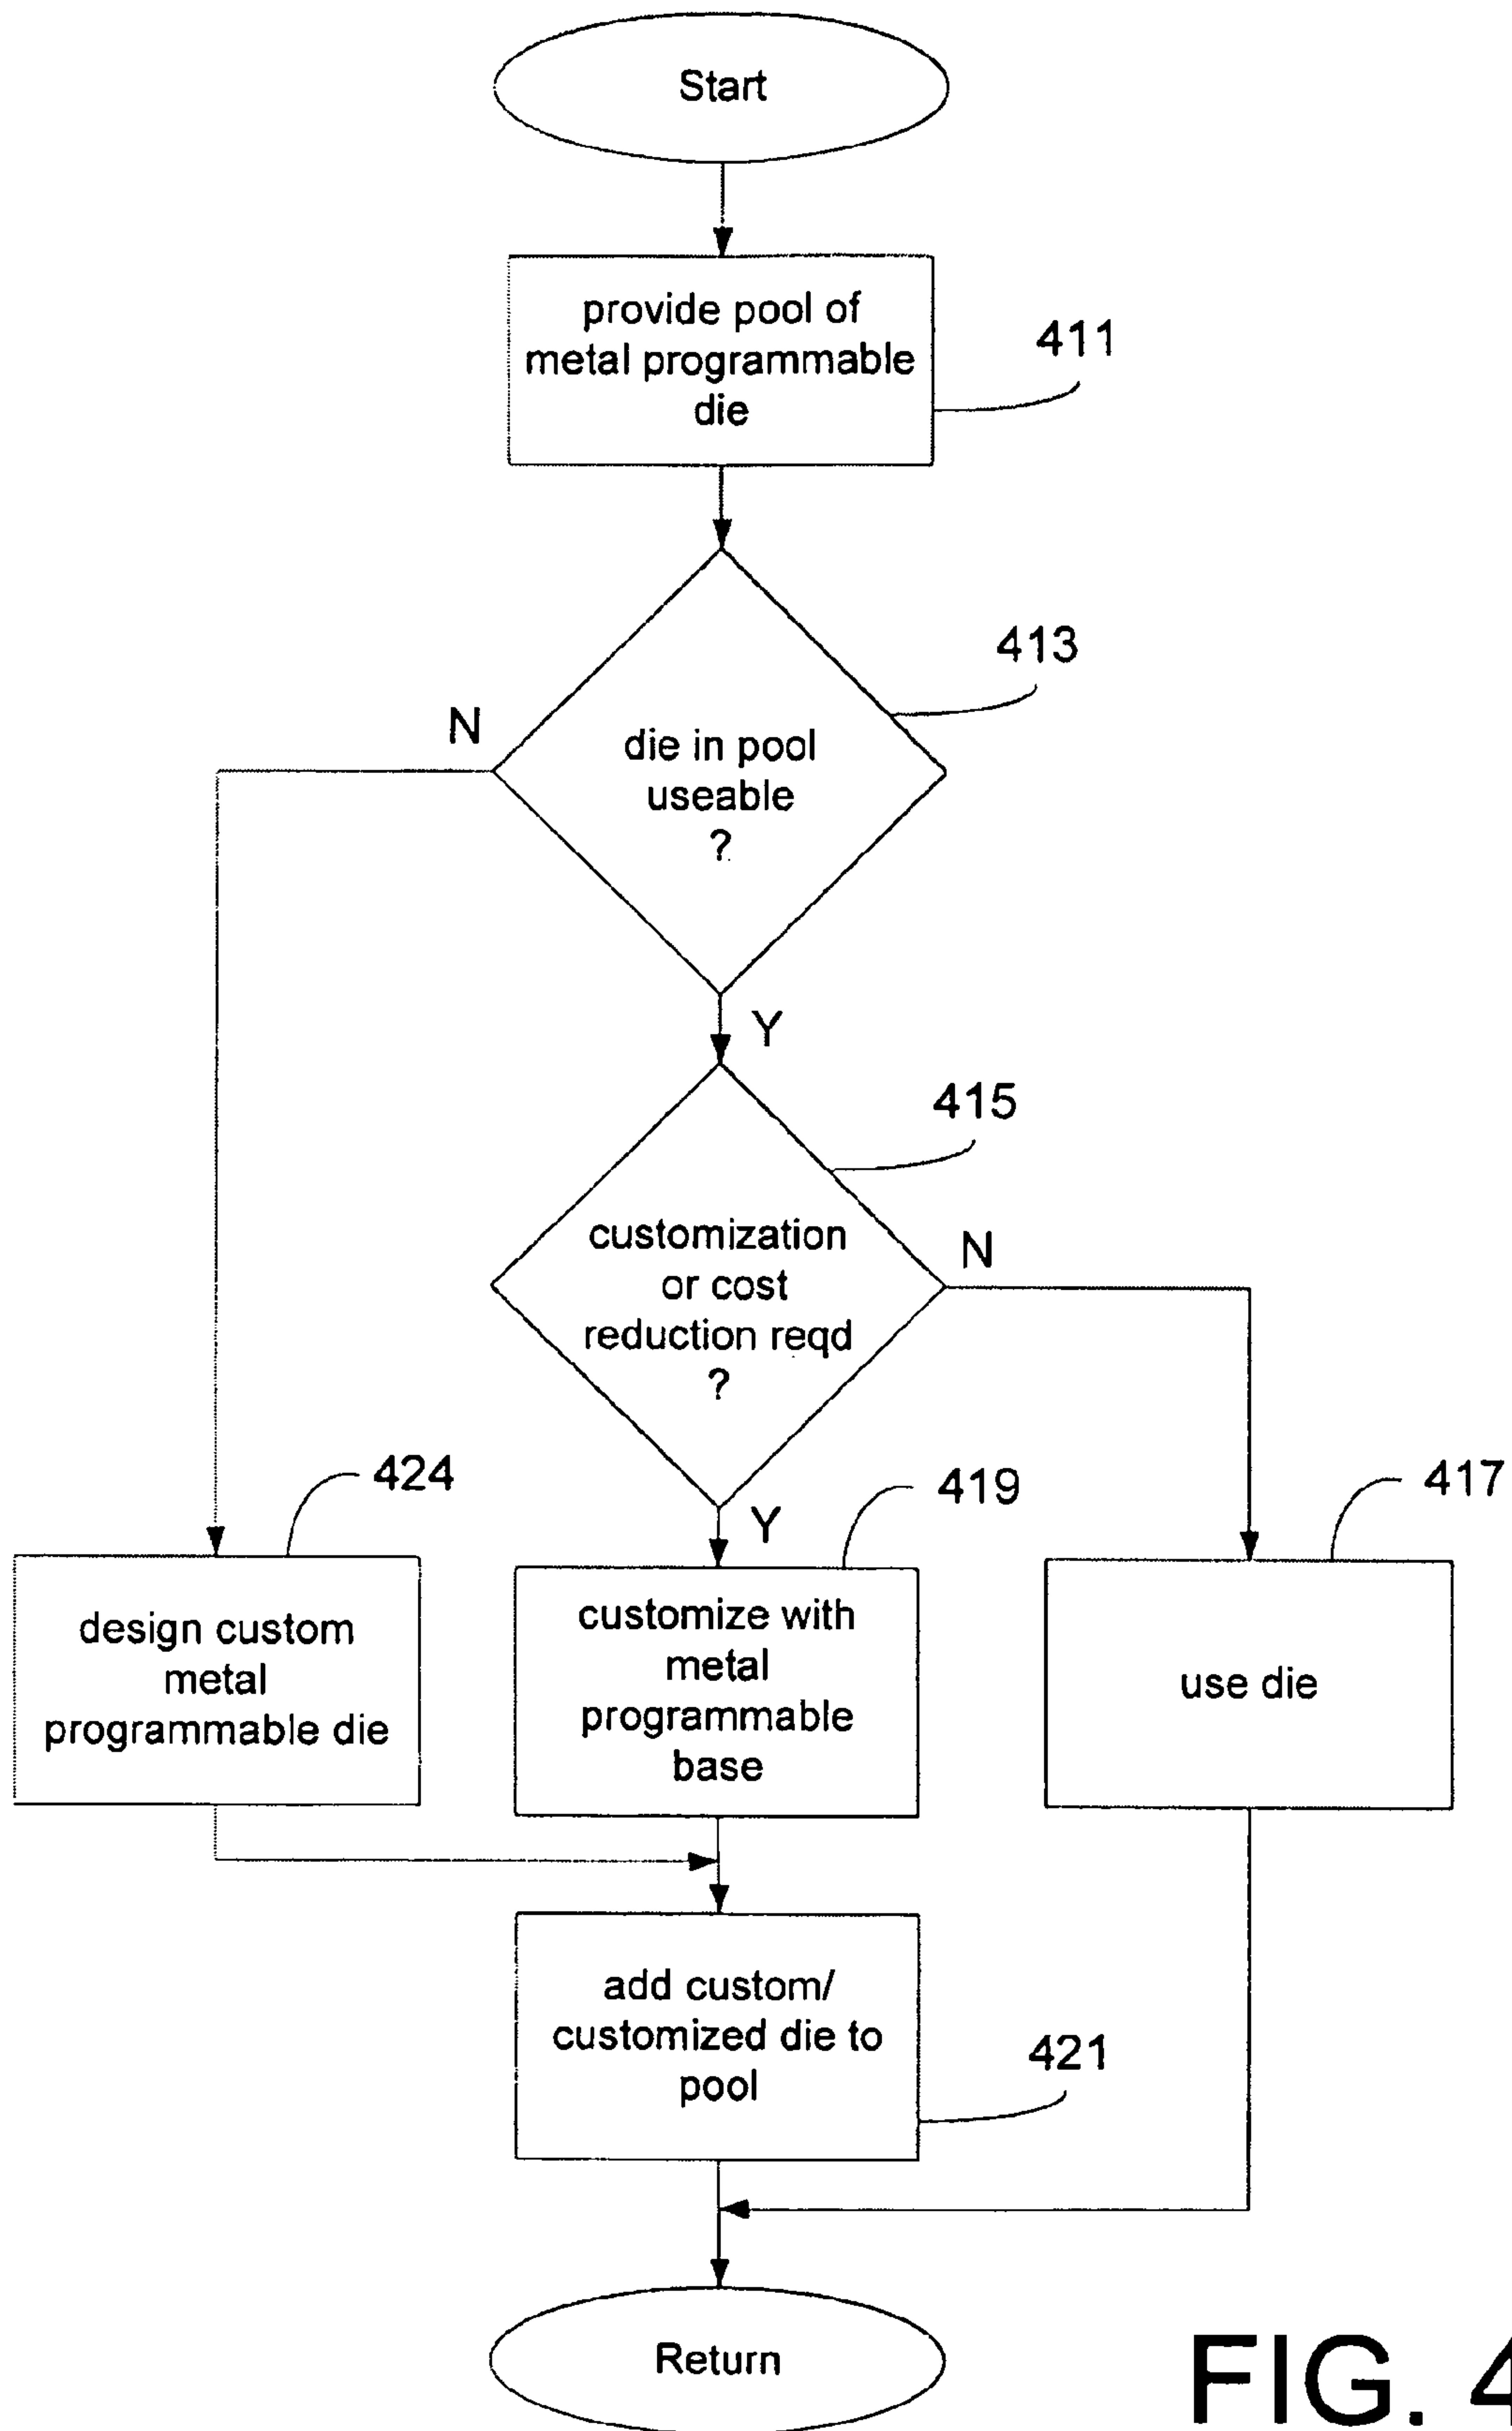 Start
provide pool of
metal programmable
die
411
413
N
die in pool
useable
?
Y
415
customization
or cost
reduction reqd
?
N
Y
424
419
417
design custom
metal
programmable die
customize with
metal
programmable
base
use die
add custom/
customized die to
pool
421
Return
FIG. 4